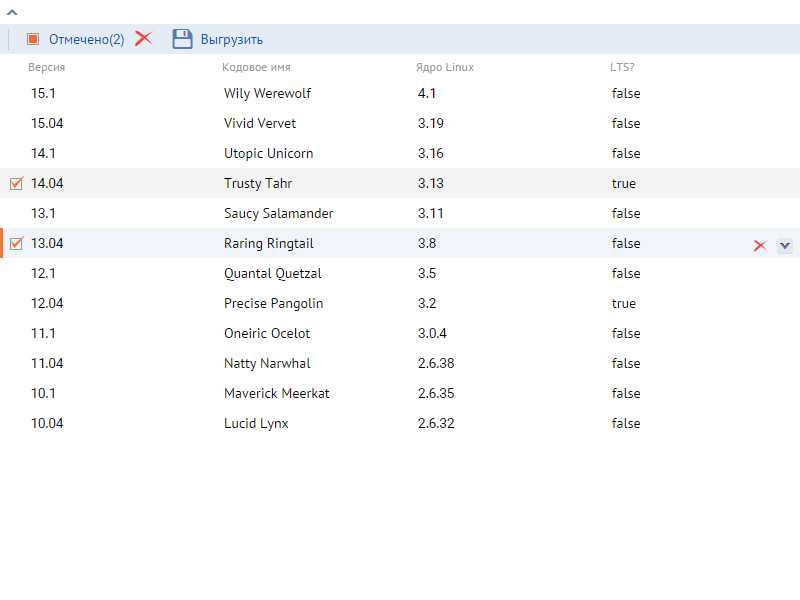 Отмечено(2) Выгрузить
Версия Кодовое имя Ядро Linux LTS?
15.1 Wily Werewolf 4.1 false
15.04 Vivid Vervet 3.19 false
14.1 Utopic Unicorn 3.16 false
14.04 Trusty Tahr 3.13 true
13.1 Saucy Salamander 3.11 false
13.04 Raring Ringtail 3.8 false
12.1 Quantal Quetzal 3.5 false
12.04 Precise Pangolin 3.2 true
11.1 Oneiric Ocelot 3.0.4 false
11.04 Natty Narwhal 2.6.38 false
10.1 Maverick Meerkat 2.6.35 false
10.04 Lucid Lynx 2.6.32 false